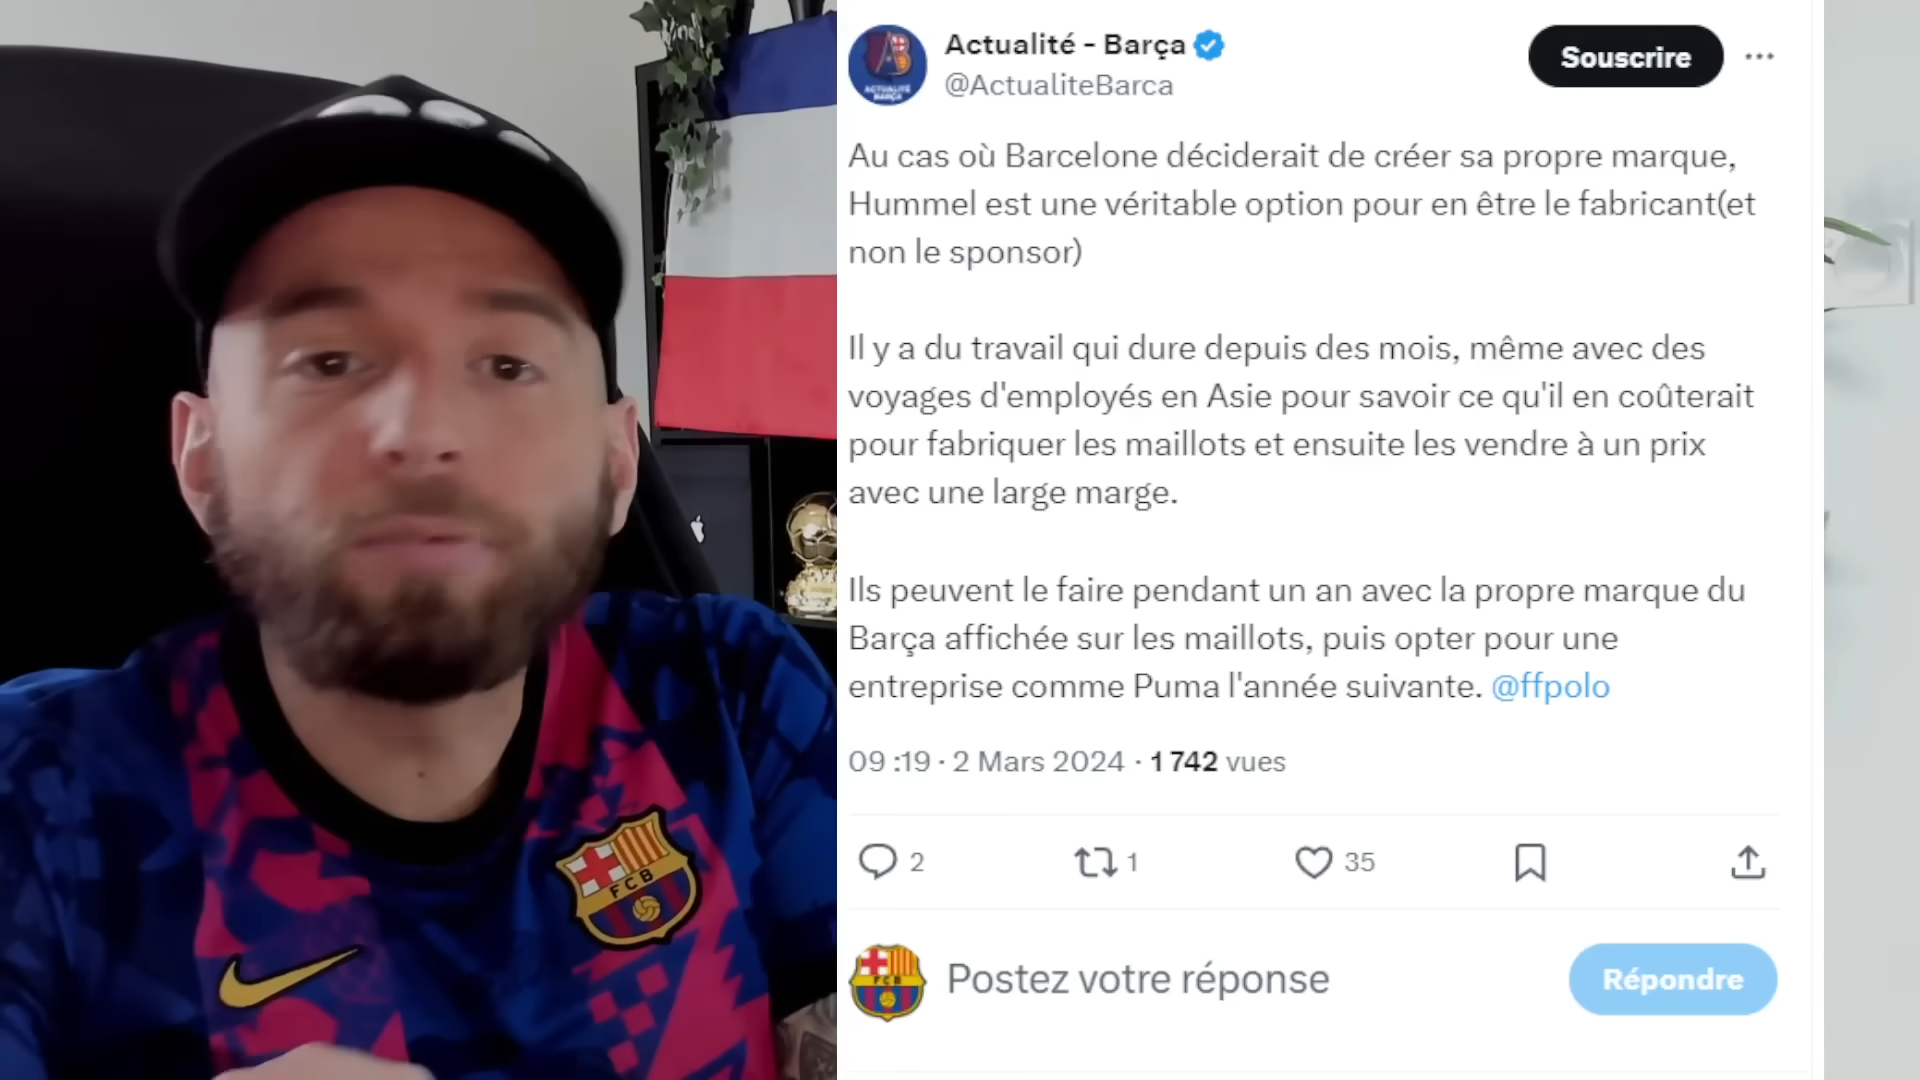 Actualité - Barça
@ActualiteBarca
Souscrire
ACTUALITÉ
BARÇA
Au cas où Barcelone déciderait de créer sa propre marque,
Hummel est une véritable option pour en être le fabricant(et
non le sponsor)
Il y a du travail qui dure depuis des mois, même avec des
voyages d'employés en Asie pour savoir ce qu'il en coûterait
pour fabriquer les maillots et ensuite les vendre à un prix
avec une large marge.
Ils peuvent le faire pendant un an avec la propre marque du
Barça affichée sur les maillots, puis opter pour une
entreprise comme Puma l'année suivante. @ffpolo
09 :19 · 2 Mars 2024 · 1 742 vues
2
1
35
FCB
FCB
Postez votre réponse
Répondre